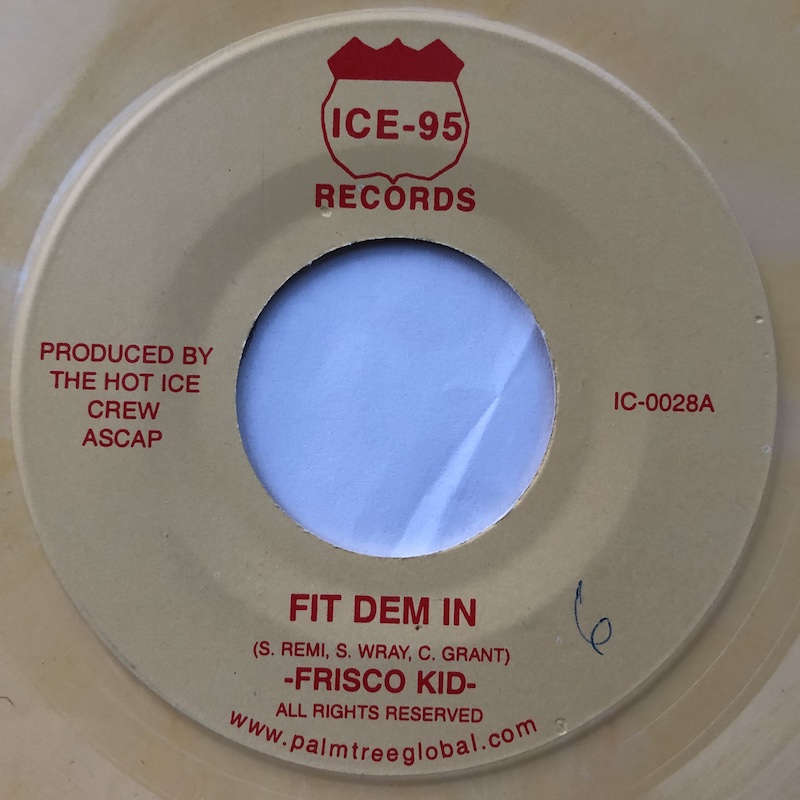 ICE-95
RECORDS
PRODUCED BY
THE HOT ICE
CREW
ASCAP
IC-0028A
FIT DEM IN
6
(S. REMI, S. WRAY, C. GRANT)
-FRISCO KID-
ALL RIGHTS RESERVED
www.palmtreeglobal.com